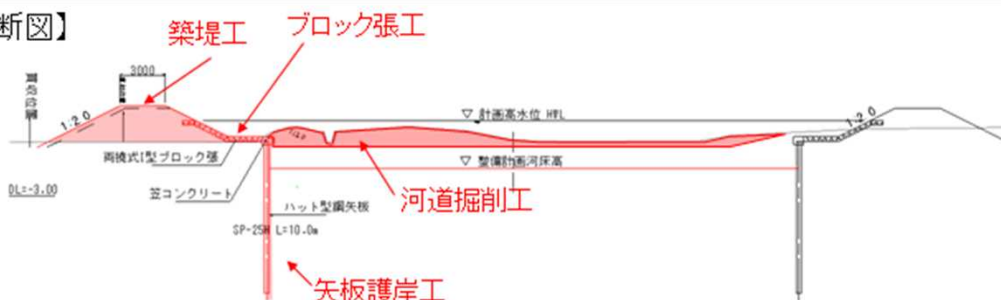 断図】
築堤工
ブロック張工
3000
1:2.0
▽ 計画高水位 HWL
1:2.0
両撓式I型ブロック張
▽ 整備計画河床高
DL=-3.00
笠コンクリート
河道掘削工
ハット型鋼矢板
L=10.0m
矢板護岸工